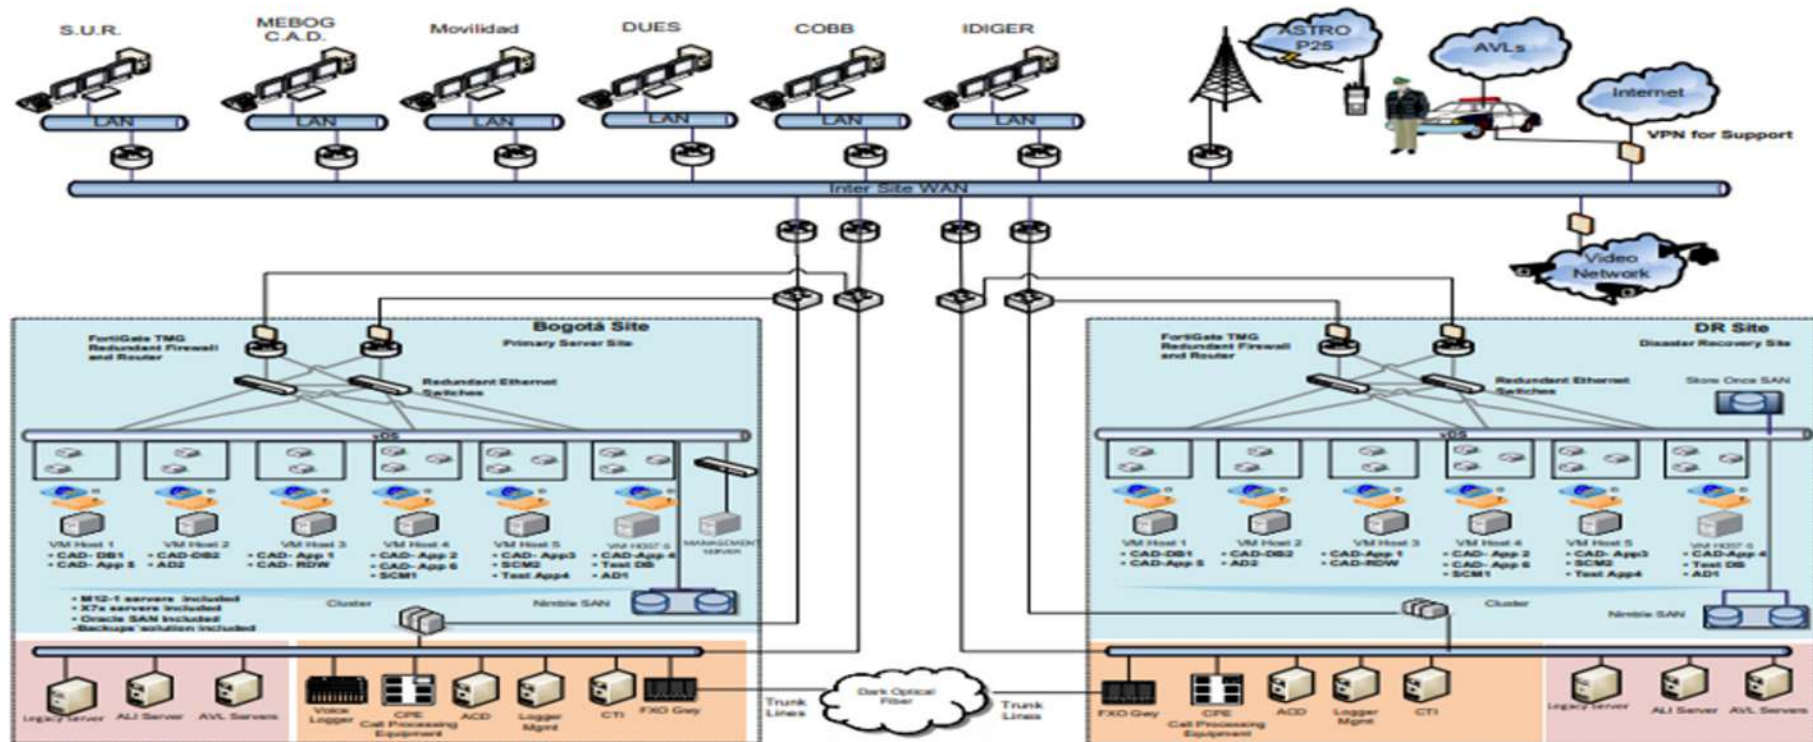 S.U.R.
MEBOG
C.A.D.
Movilidad
DUES
COBB
IDIGER
ASTRO
P25
AVLs
Internet
VPN for Support
LAN
LAN
LAN
LAN
LAN
LAN
Inter Site WAN
Video
Network
Bogotá Site
Primary Server Site
FortiGate TMG
Redundant Firewall
and Router
Redundant Ethernet
Switches
vDS
VM Host 1
• CAD- DB1
• CAD- App 5
VM Host 2
• CAD-DB2
• AD2
VM Host 3
• CAD- App 1
• CAD- RDW
VM Host 4
• CAD- App 2
• CAD- App 6
• SCM1
VM Host 5
• CAD- App3
• SCM2
• Test App4
VM HOST-6
• CAD-App 4
• Test DB
• AD1
MANAGEMENT
SERVER
• M12-1 servers included
• X7x servers included
• Oracle SAN Included
-Backups solution included
Cluster
Nimble SAN
Legacy Server
ALI Server
AVL Servers
Voice
Logger
CPE
Call Processing
Equipment
ACD
Logger
Mgmt
CTI
FXO Gwy
Trunk
Lines
Dark Optical
Fiber
Trunk
Lines
DR Site
Disaster Recovery Site
FortiGate TMG
Redundant Firewall
and Router
Redundant Ethernet
Switches
Store Once SAN
vDS
VM Host 1
• CAD-DB1
• CAD-App 5
VM Host 2
• CAD-DB2
• AD2
VM Host 3
• CAD-App 1
• CAD-RDW
VM Host 4
• CAD- App 2
• CAD- App 6
• SCM1
VM Host 5
• CAD- App3
• SCM2
• Test App4
VM HOST-6
• CAD-App 4
• Test DB
• AD1
Cluster
Nimble SAN
FXO Gwy
CPE
Call Processing
Equipment
ACD
Logger
Mgmt
CTI
Legacy Server
ALI Server
AVL Servers